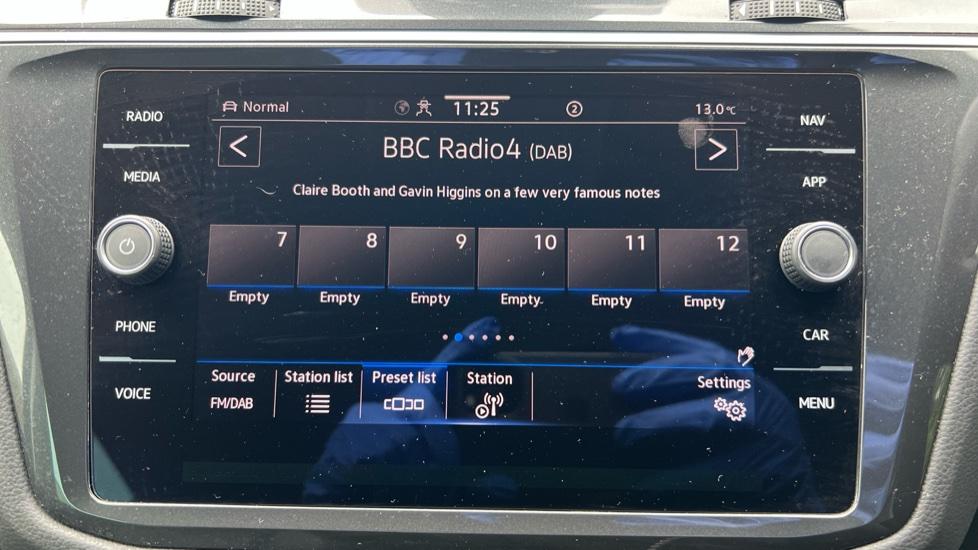 RADIO
MEDIA
PHONE
VOICE
Normal 11:25 2 13.0°C
< BBC Radio4 (DAB) >
Claire Booth and Gavin Higgins on a few very famous notes
7 8 9 10 11 12
Empty Empty Empty Empty. Empty Empty
Source Station list Preset list Station Settings
FM/DAB
NAV
APP
CAR
MENU